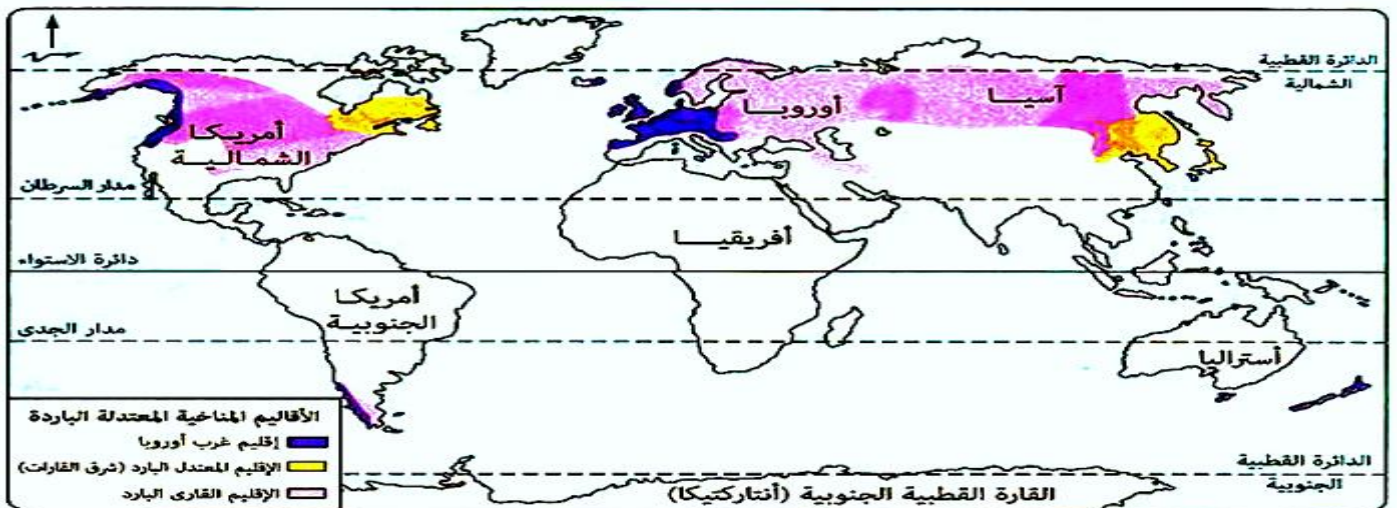 الدائرة القطبية
الشمالية
آسيا
أوروبا
أمريكا
الشمالية
مدار السرطان
أفريقيا
دائرة الاستواء
أمريكا
الجنوبية
مدار الجدى
أستراليا
الأقاليم المناخية المعتدلة الباردة
إقليم غرب أوروبا
الإقليم المعتدل البارد (شرق القارات)
الإقليم القارى البارد
الدائرة القطبية
الجنوبية
القارة القطبية الجنوبية (أنتاركتيكا)